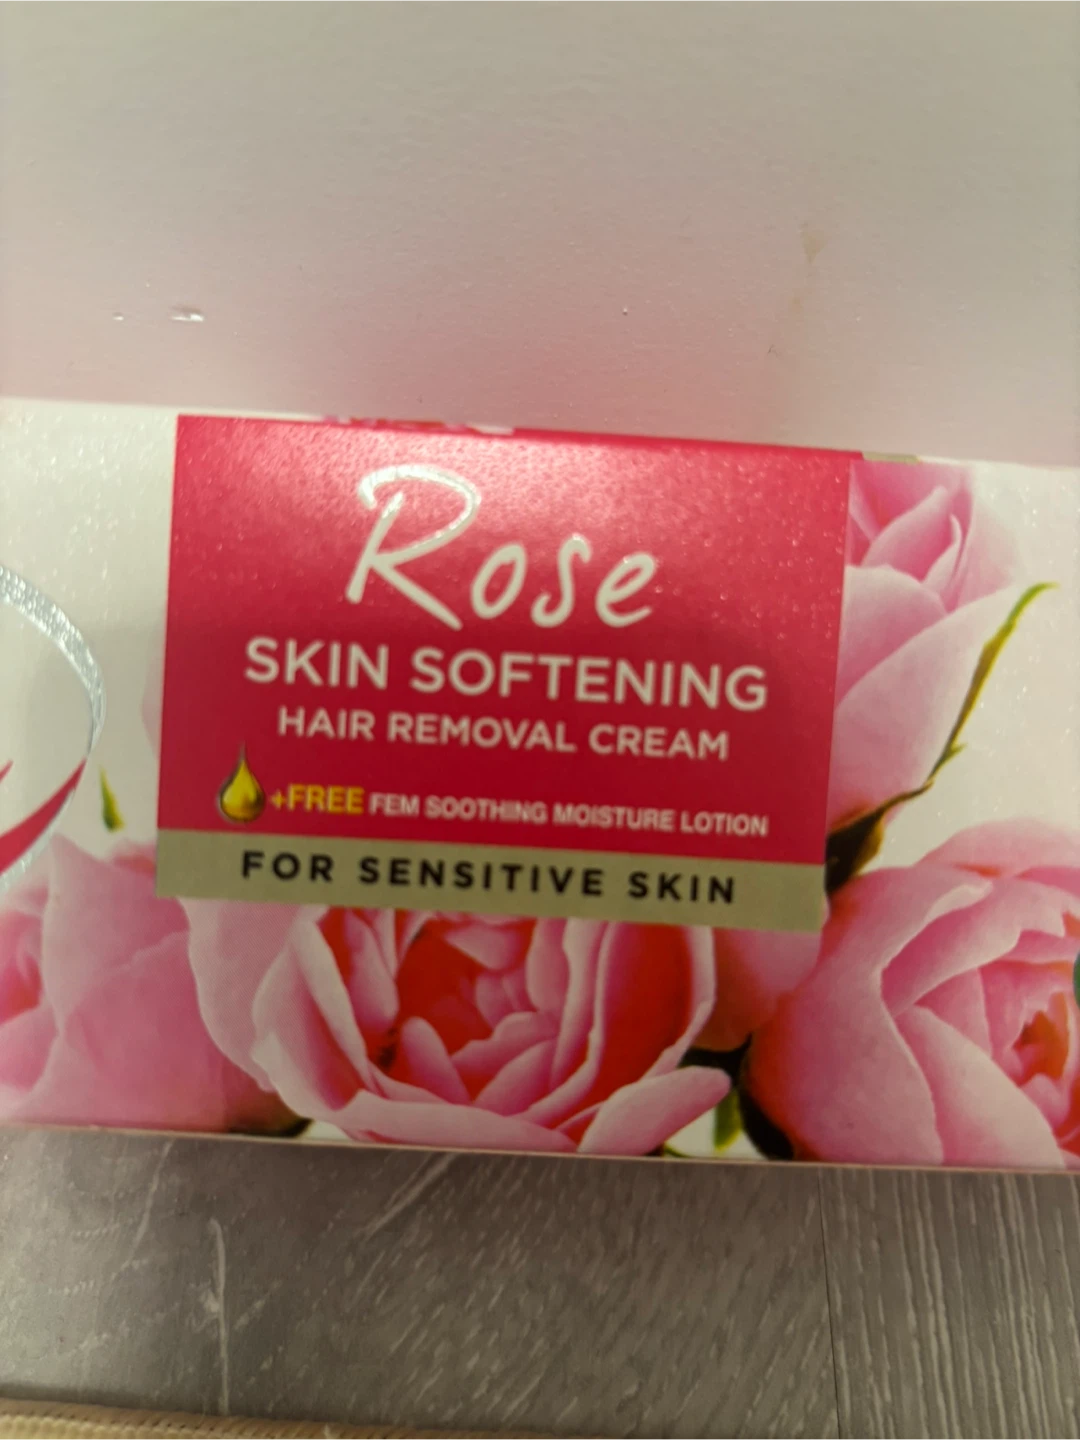 Rose
SKIN SOFTENING
HAIR REMOVAL CREAM
+FREE FEM SOOTHING MOISTURE LOTION
FOR SENSITIVE SKIN